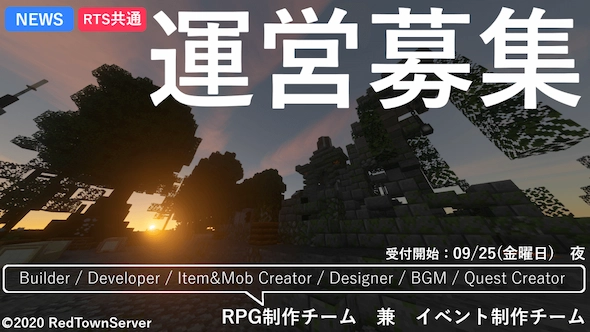 NEWS RTS共通
運営募集
受付開始：09/25(金曜日)　夜
Builder / Developer / Item&Mob Creator / Designer / BGM / Quest Creator
RPG制作チーム　兼　イベント制作チーム
©2020 RedTownServer